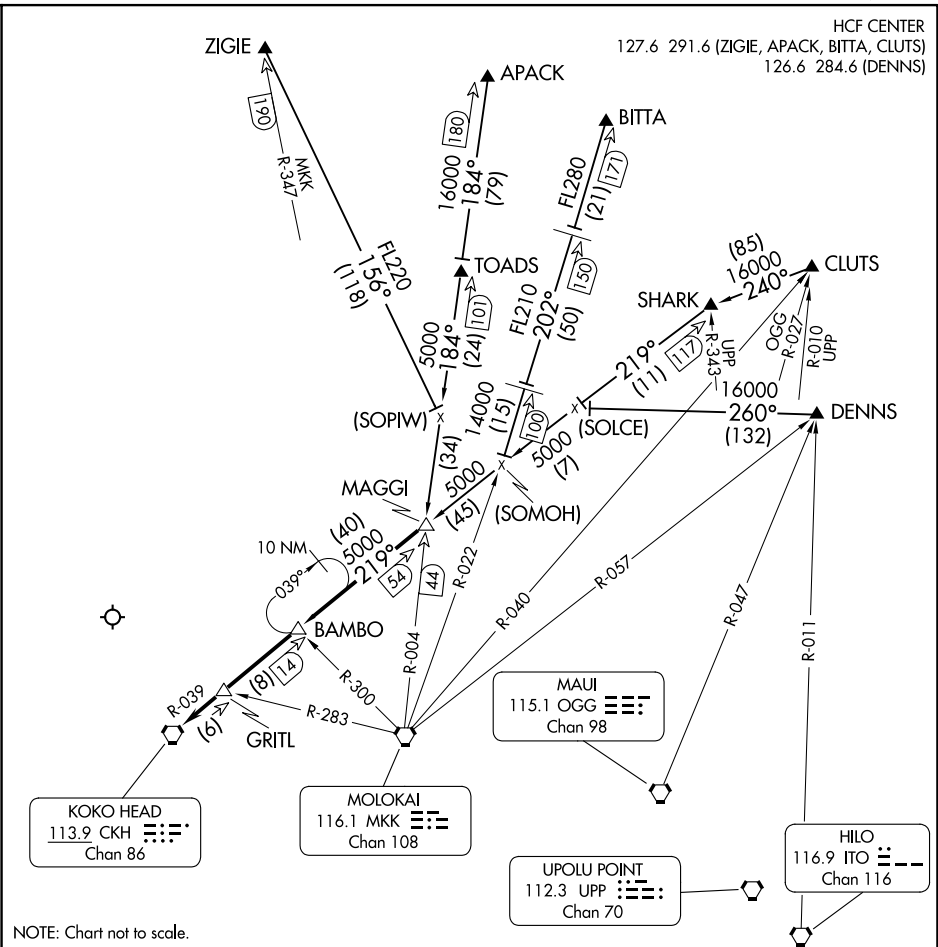 HCF CENTER
127.6 291.6 (ZIGIE, APACK, BITTA, CLUTS)
126.6 284.6 (DENNS)
ZIGIE
APACK
BITTA
190
180
171
MKK
R-347
16000
184°
(79)
FL280
(21)
FL220
156°
(118)
TOADS
101
5000
184°
(24)
150
FL210
202°
(50)
(85)
16000
240°
CLUTS
SHARK
117
219°
(11)
UPP
R-343
OGG
R-027
R-010
UPP
16000
260°
(132)
DENNS
(SOPIW)
(34)
14000
(15)
100
(SOLCE)
5000
(7)
(SOMOH)
5000
(45)
MAGGI
(40)
5000
219°
54
44
10 NM
039°
BAMBO
(8)
14
R-039
(6)
GRITL
R-283
R-300
R-004
R-022
R-040
R-057
R-047
R-011
MAUI
115.1 OGG
Chan 98
KOKO HEAD
113.9 CKH
Chan 86
MOLOKAI
116.1 MKK
Chan 108
UPOLU POINT
112.3 UPP
Chan 70
HILO
116.9 ITO
Chan 116
NOTE: Chart not to scale.